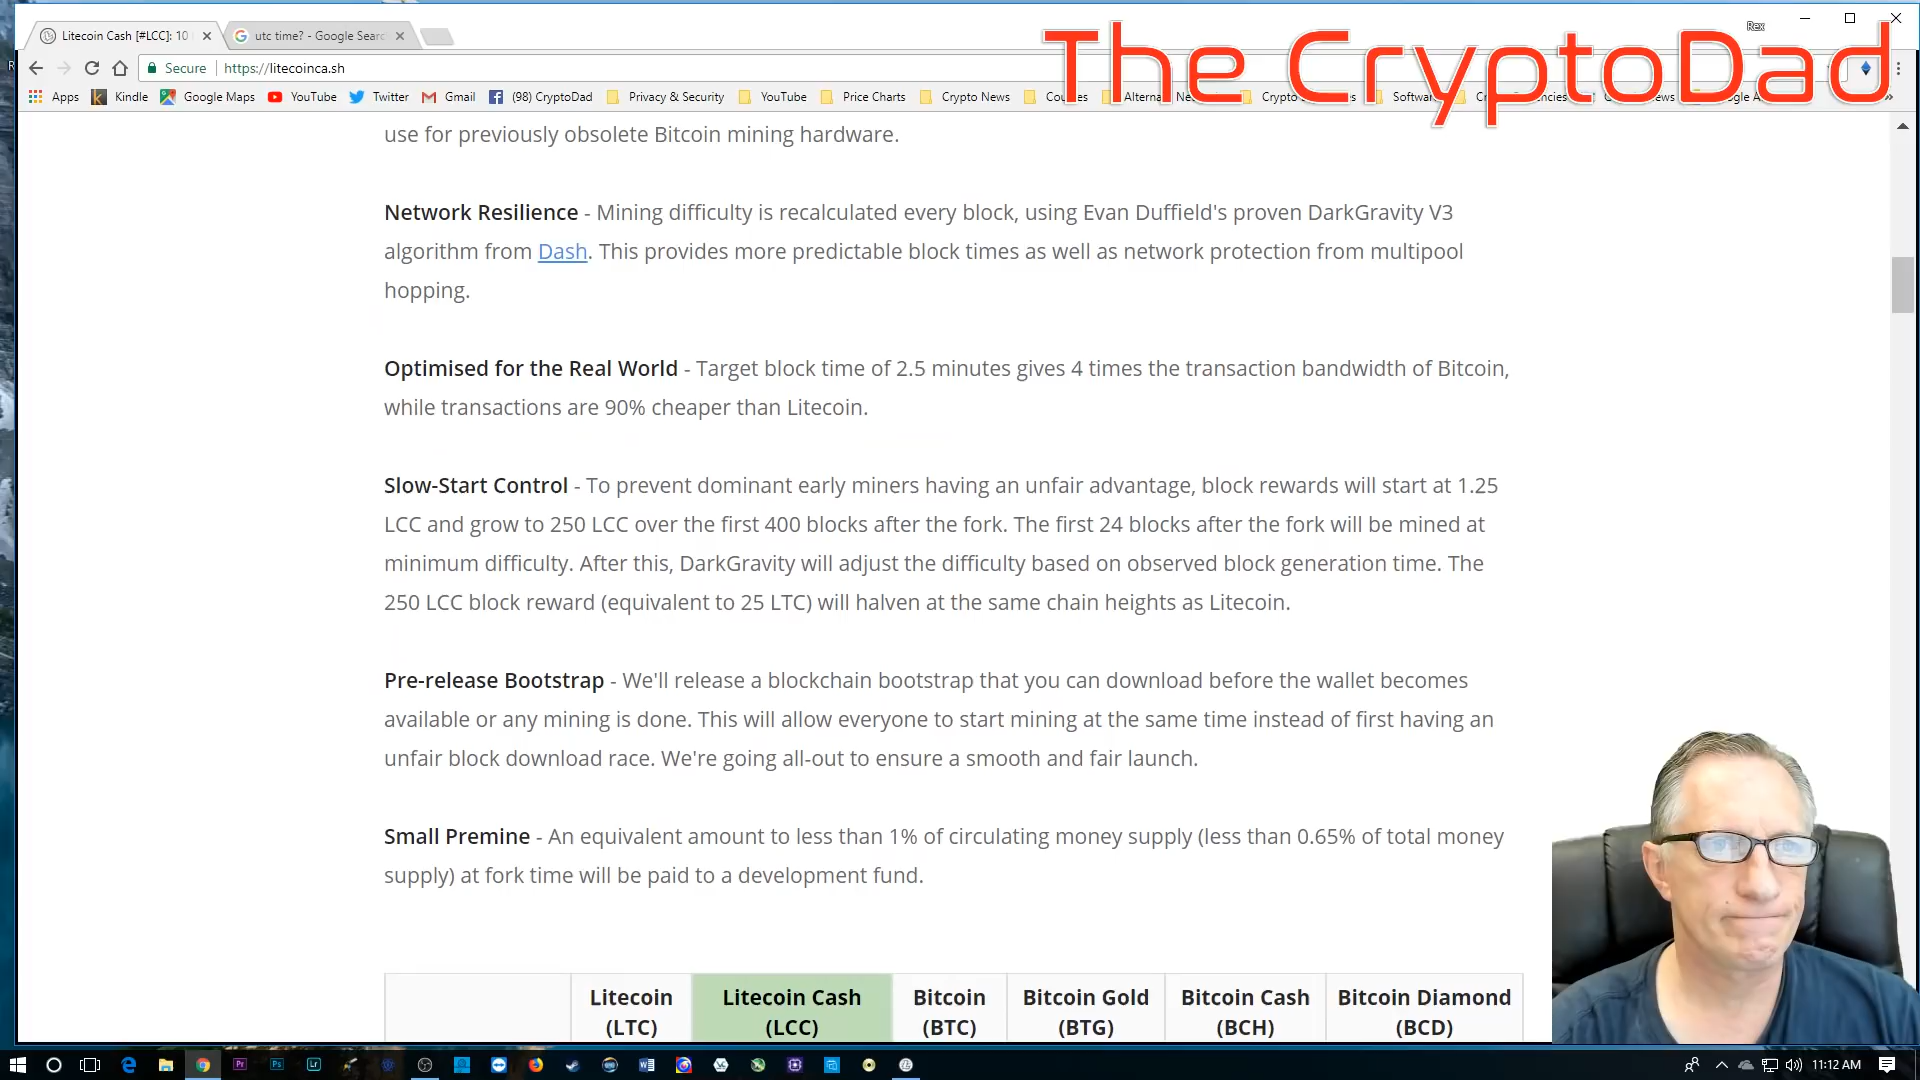 Litecoin Cash [#LCC]: 10
utc time? - Google Searc
Rex
The CryptoDad
Secure
https://litecoinca.sh
Apps
Kindle
Google Maps
YouTube
Twitter
Gmail
(98) CryptoDad
Privacy & Security
YouTube
Price Charts
Crypto News
use for previously obsolete Bitcoin mining hardware.
Network Resilience - Mining difficulty is recalculated every block, using Evan Duffield's proven DarkGravity V3
algorithm from Dash. This provides more predictable block times as well as network protection from multipool
hopping.
Optimised for the Real World - Target block time of 2.5 minutes gives 4 times the transaction bandwidth of Bitcoin,
while transactions are 90% cheaper than Litecoin.
Slow-Start Control - To prevent dominant early miners having an unfair advantage, block rewards will start at 1.25
LCC and grow to 250 LCC over the first 400 blocks after the fork. The first 24 blocks after the fork will be mined at
minimum difficulty. After this, DarkGravity will adjust the difficulty based on observed block generation time. The
250 LCC block reward (equivalent to 25 LTC) will halven at the same chain heights as Litecoin.
Pre-release Bootstrap - We'll release a blockchain bootstrap that you can download before the wallet becomes
available or any mining is done. This will allow everyone to start mining at the same time instead of first having an
unfair block download race. We're going all-out to ensure a smooth and fair launch.
Small Premine - An equivalent amount to less than 1% of circulating money supply (less than 0.65% of total money
supply) at fork time will be paid to a development fund.
Litecoin Litecoin Cash Bitcoin Bitcoin Gold Bitcoin Cash Bitcoin Diamond
(LTC) (LCC) (BTC) (BTG) (BCH) (BCD)
11:12 AM